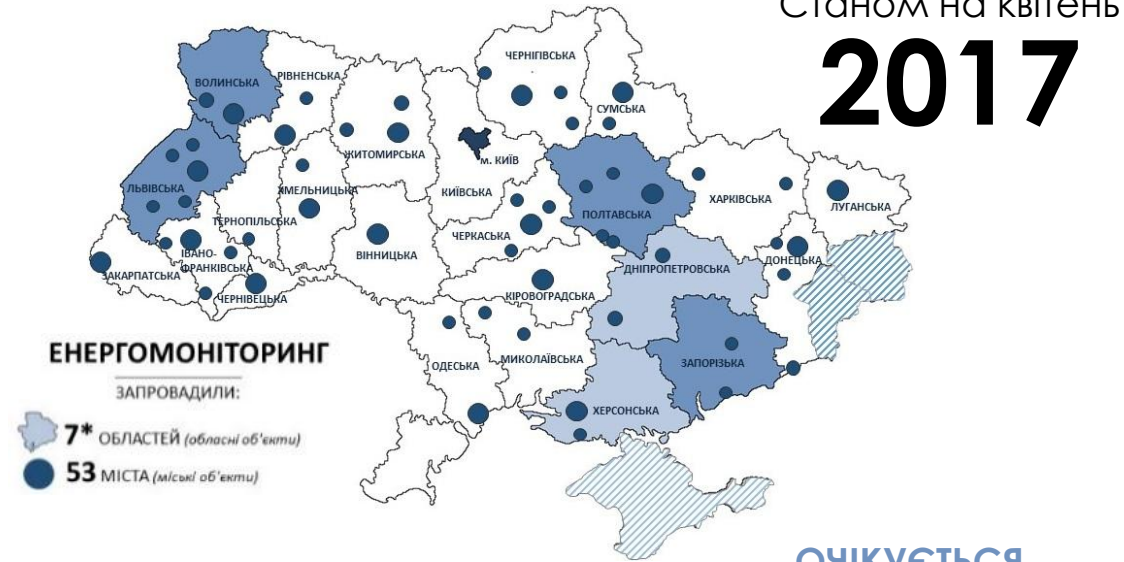 Станом на квітень
2017
ЧЕРНІГІВСЬКА
ВОЛИНСЬКА
РІВНЕНСЬКА
СУМСЬКА
ЖИТОМИРСЬКА
м. КИЇВ
ЛЬВІВСЬКА
ХМЕЛЬНИЦЬКА
КИЇВСЬКА
ХАРКІВСЬКА
ЛУГАНСЬКА
ТЕРНОПІЛЬСЬКА
ПОЛТАВСЬКА
ЧЕРКАСЬКА
ІВАНО-
ФРАНКІВСЬКА
ВІННИЦЬКА
ДОНЕЦЬКА
ЗАКАРПАТСЬКА
ДНІПРОПЕТРОВСЬКА
ЧЕРНІВЕЦЬКА
КІРОВОГРАДСЬКА
ОДЕСЬКА
МИКОЛАЇВСЬКА
ЗАПОРІЗЬКА
ХЕРСОНСЬКА
ЕНЕРГОМОНІТОРИНГ
ЗАПРОВАДИЛИ:
7* ОБЛАСТЕЙ (обласні об'єкти)
53 МІСТА (міські об'єкти)
ОЧІКУЄТЬСЯ